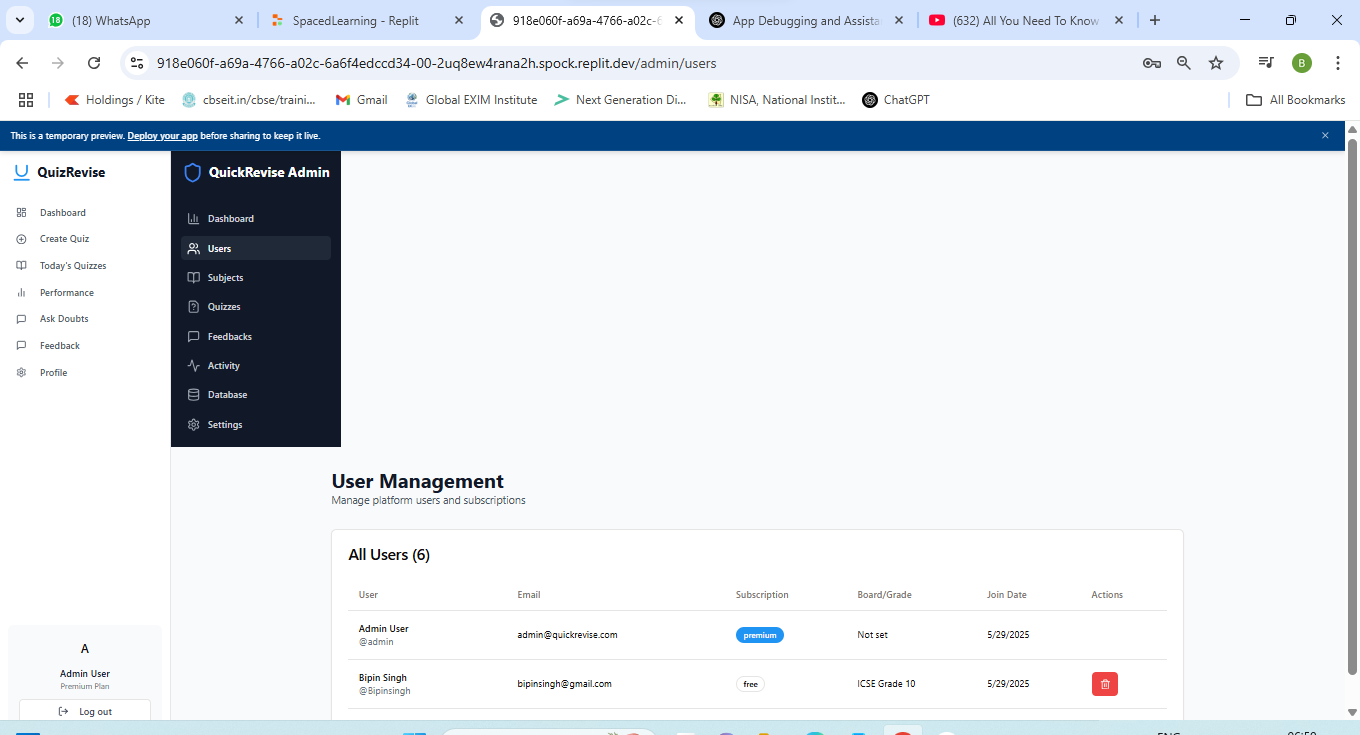 (18) WhatsApp
SpacedLearning - Replit
918e060f-a69a-4766-a02c-6
App Debugging and Assista
(632) All You Need To Know
918e060f-a69a-4766-a02c-6a6f4edccd34-00-2uq8ew4rana2h.spock.replit.dev/admin/users
B
Holdings / Kite
cbseit.in/cbse/traini...
Gmail
Global EXIM Institute
Next Generation Di...
NISA, National Instit...
ChatGPT
All Bookmarks
This is a temporary preview. Deploy your app before sharing to keep it live.
QuizRevise
Dashboard
Create Quiz
Today's Quizzes
Performance
Ask Doubts
Feedback
Profile
A
Admin User
Premium Plan
Log out
QuickRevise Admin
Dashboard
Users
Subjects
Quizzes
Feedbacks
Activity
Database
Settings
User Management
Manage platform users and subscriptions
All Users (6)
User Email Subscription Board/Grade Join Date Actions
Admin User
@admin
admin@quickrevise.com premium Not set 5/29/2025
Bipin Singh
@Bipinsingh
bipinsingh@gmail.com free ICSE Grade 10 5/29/2025